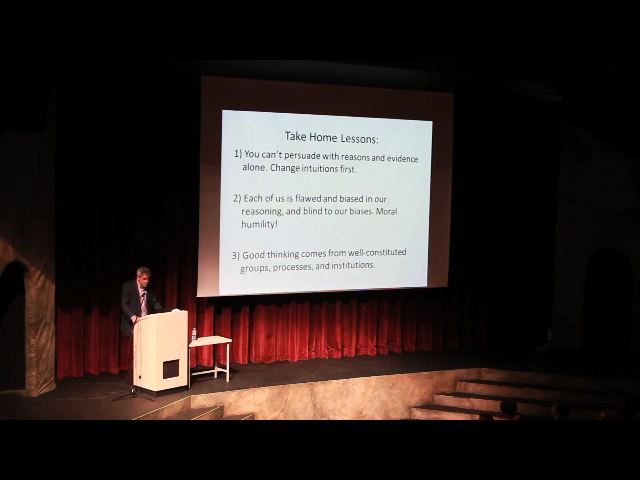 Take Home Lessons:
1) You can't persuade with reasons and evidence
alone. Change intuitions first.
2) Each of us is flawed and biased in our
reasoning, and blind to our biases. Moral
humility!
3) Good thinking comes from well-constituted
groups, processes, and institutions.